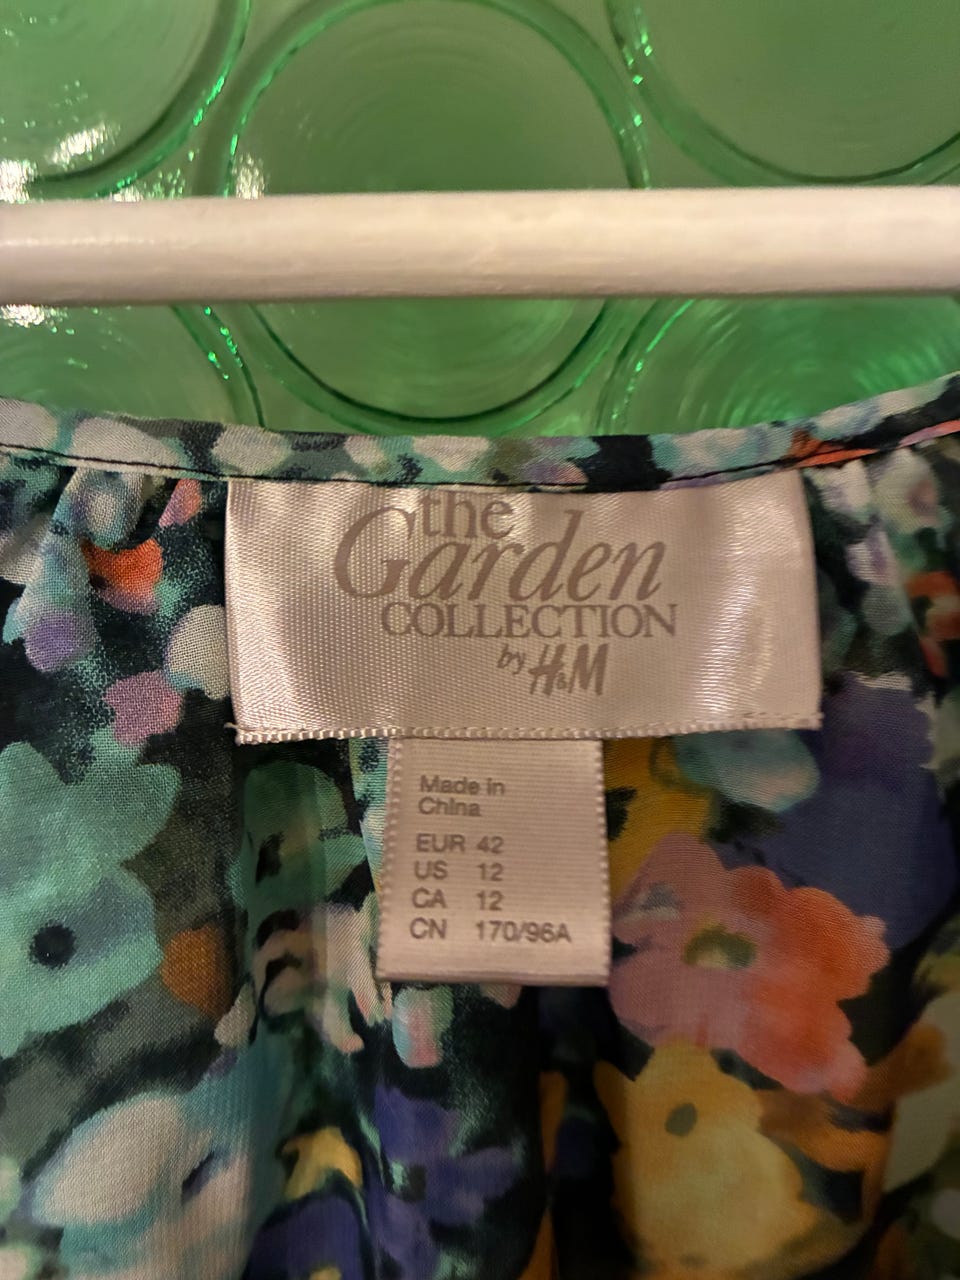 the
Garden
COLLECTION
by H&M
Made in
China
EUR 42
US 12
CA 12
CN 170/96A